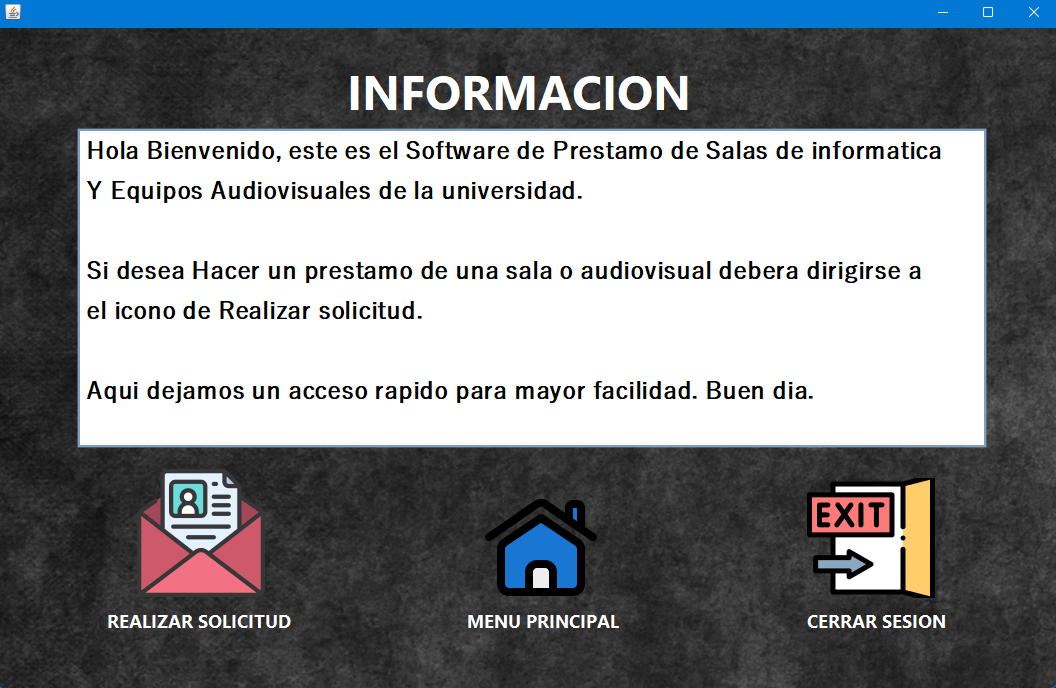 INFORMACION
Hola Bienvenido, este es el Software de Prestamo de Salas de informatica
Y Equipos Audiovisuales de la universidad.
Si desea Hacer un prestamo de una sala o audiovisual debera dirigirse a
el icono de Realizar solicitud.
Aqui dejamos un acceso rapido para mayor facilidad. Buen dia.
EXIT
REALIZAR SOLICITUD
MENU PRINCIPAL
CERRAR SESION